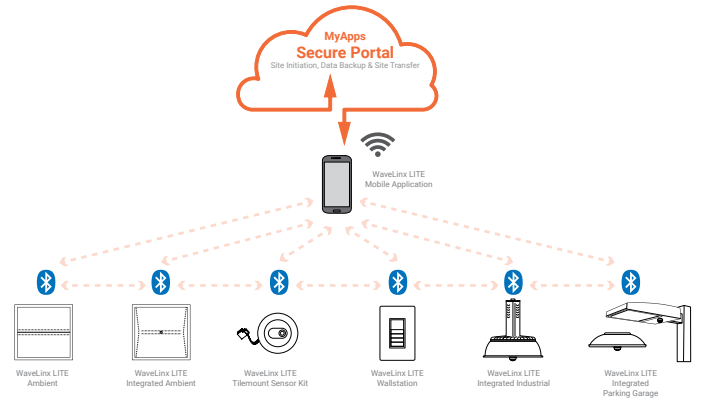 MyApps
Secure Portal
Site Initiation, Data Backup & Site Transfer
WaveLinx LITE
Mobile Application
WaveLinx LITE
Ambient
WaveLinx LITE
Integrated Ambient
WaveLinx LITE
Tilemount Sensor Kit
WaveLinx LITE
Wallstation
WaveLinx LITE
Integrated Industrial
WaveLinx LITE
Integrated
Parking Garage